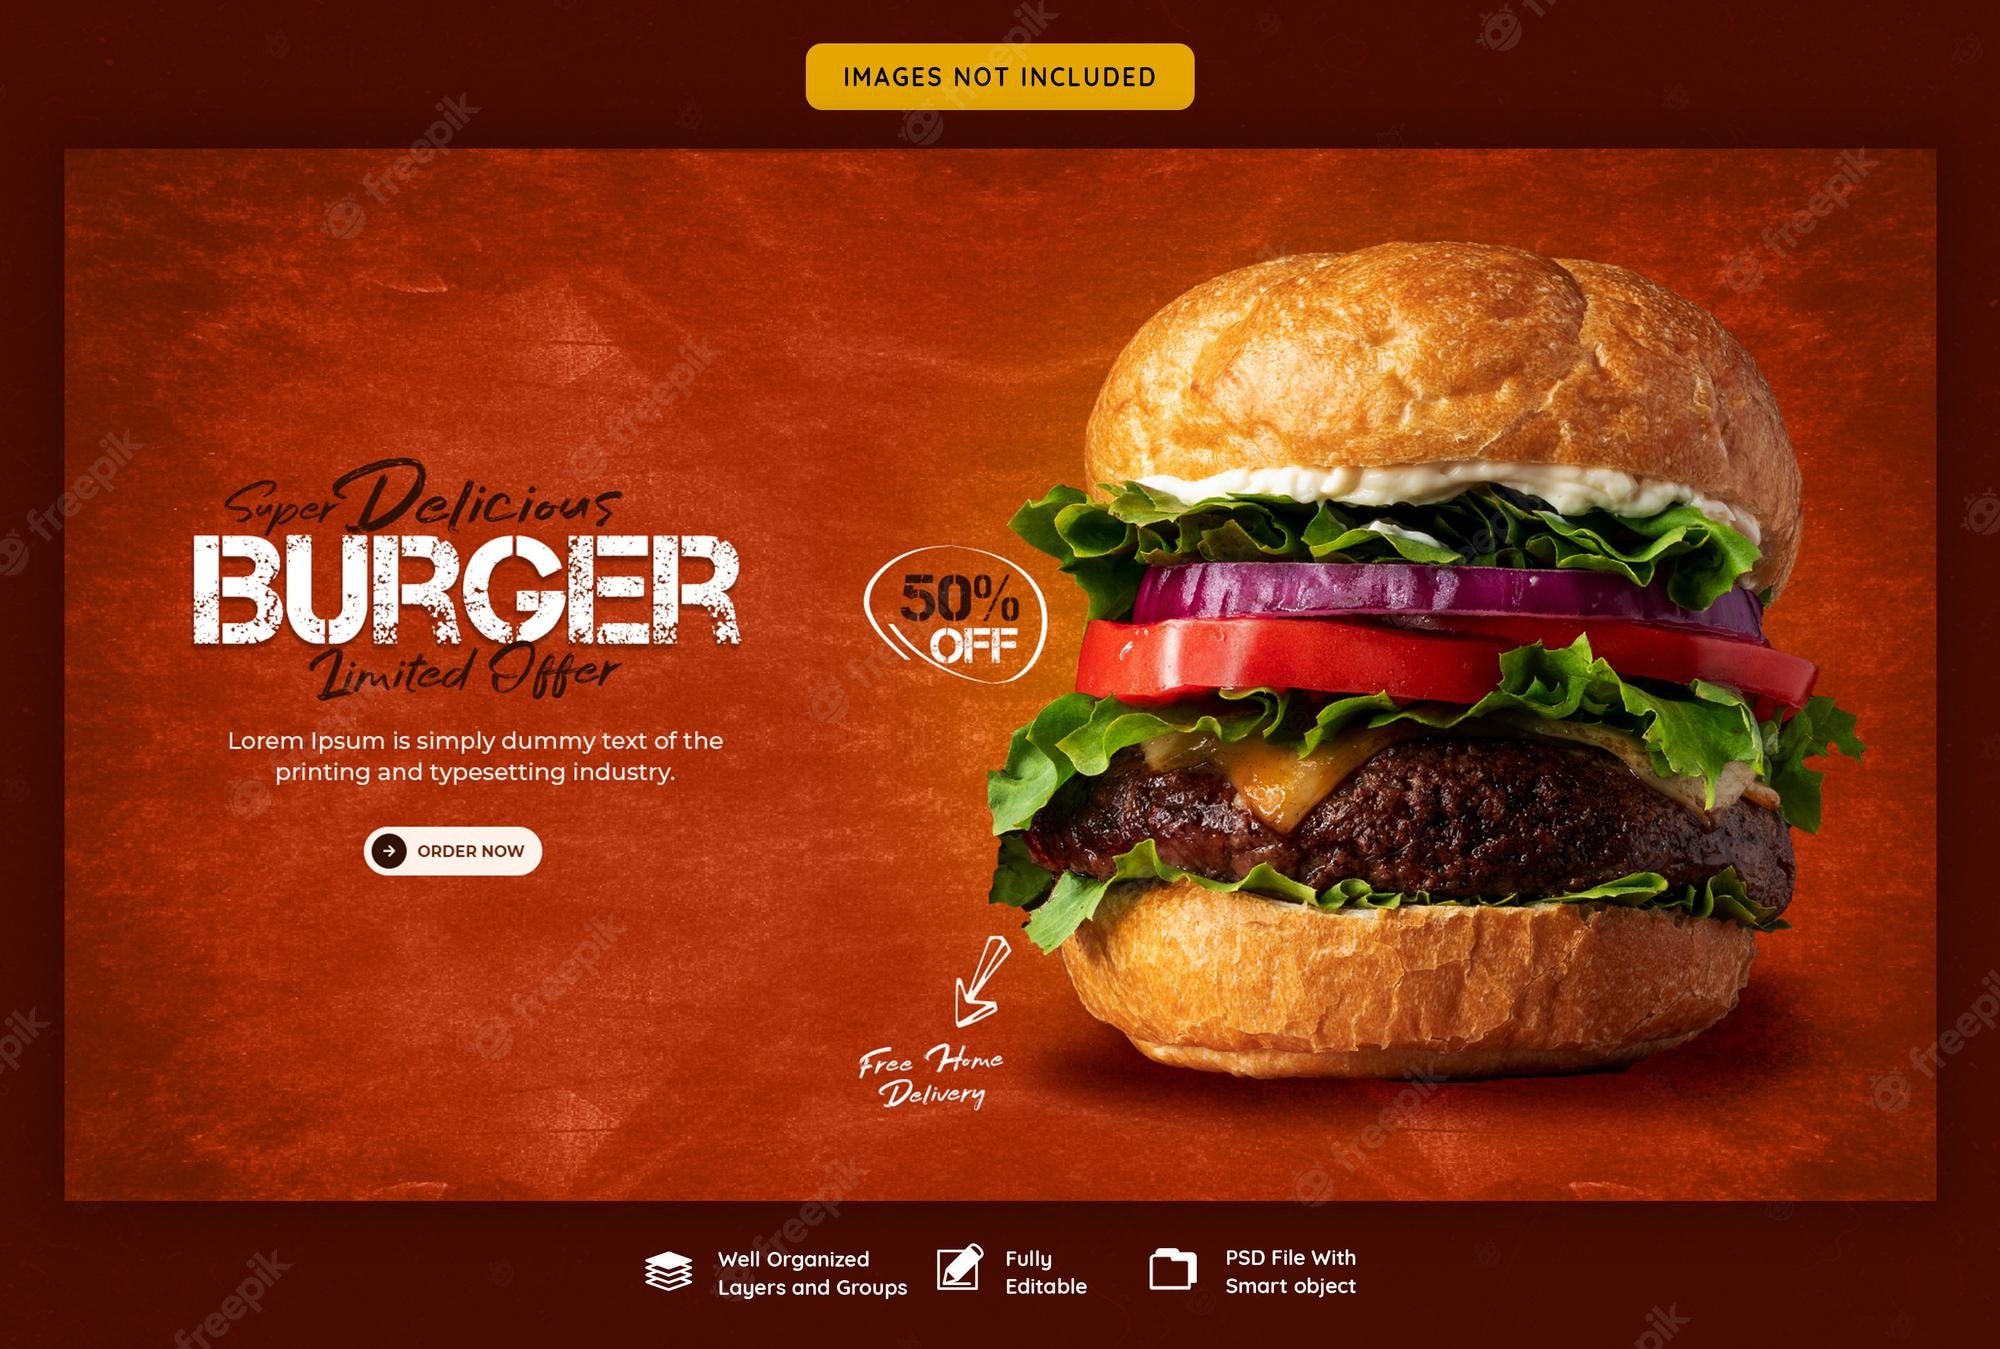 IMAGES NOT INCLUDED
Super Delicious
BURGER
Limited Offer
Lorem Ipsum is simply dummy text of the
printing and typesetting industry.
ORDER NOW
50%
OFF
Free Home
Delivery
Well Organized
Layers and Groups
Fully
Editable
PSD File With
Smart object
freepik